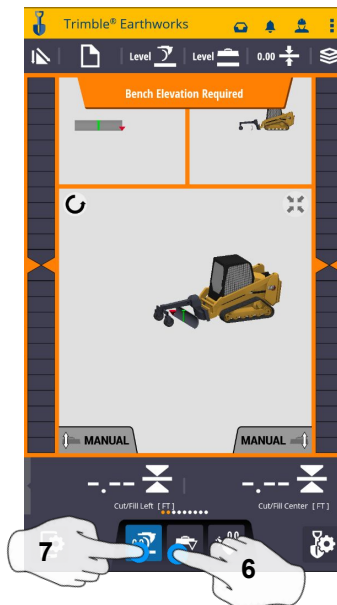 Trimble® Earthworks
Level
Level
0.00
Bench Elevation Required
MANUAL
MANUAL
-.--
-.--
Cut/Fill Left [FT]
Cut/Fill Center [FT]
7
6